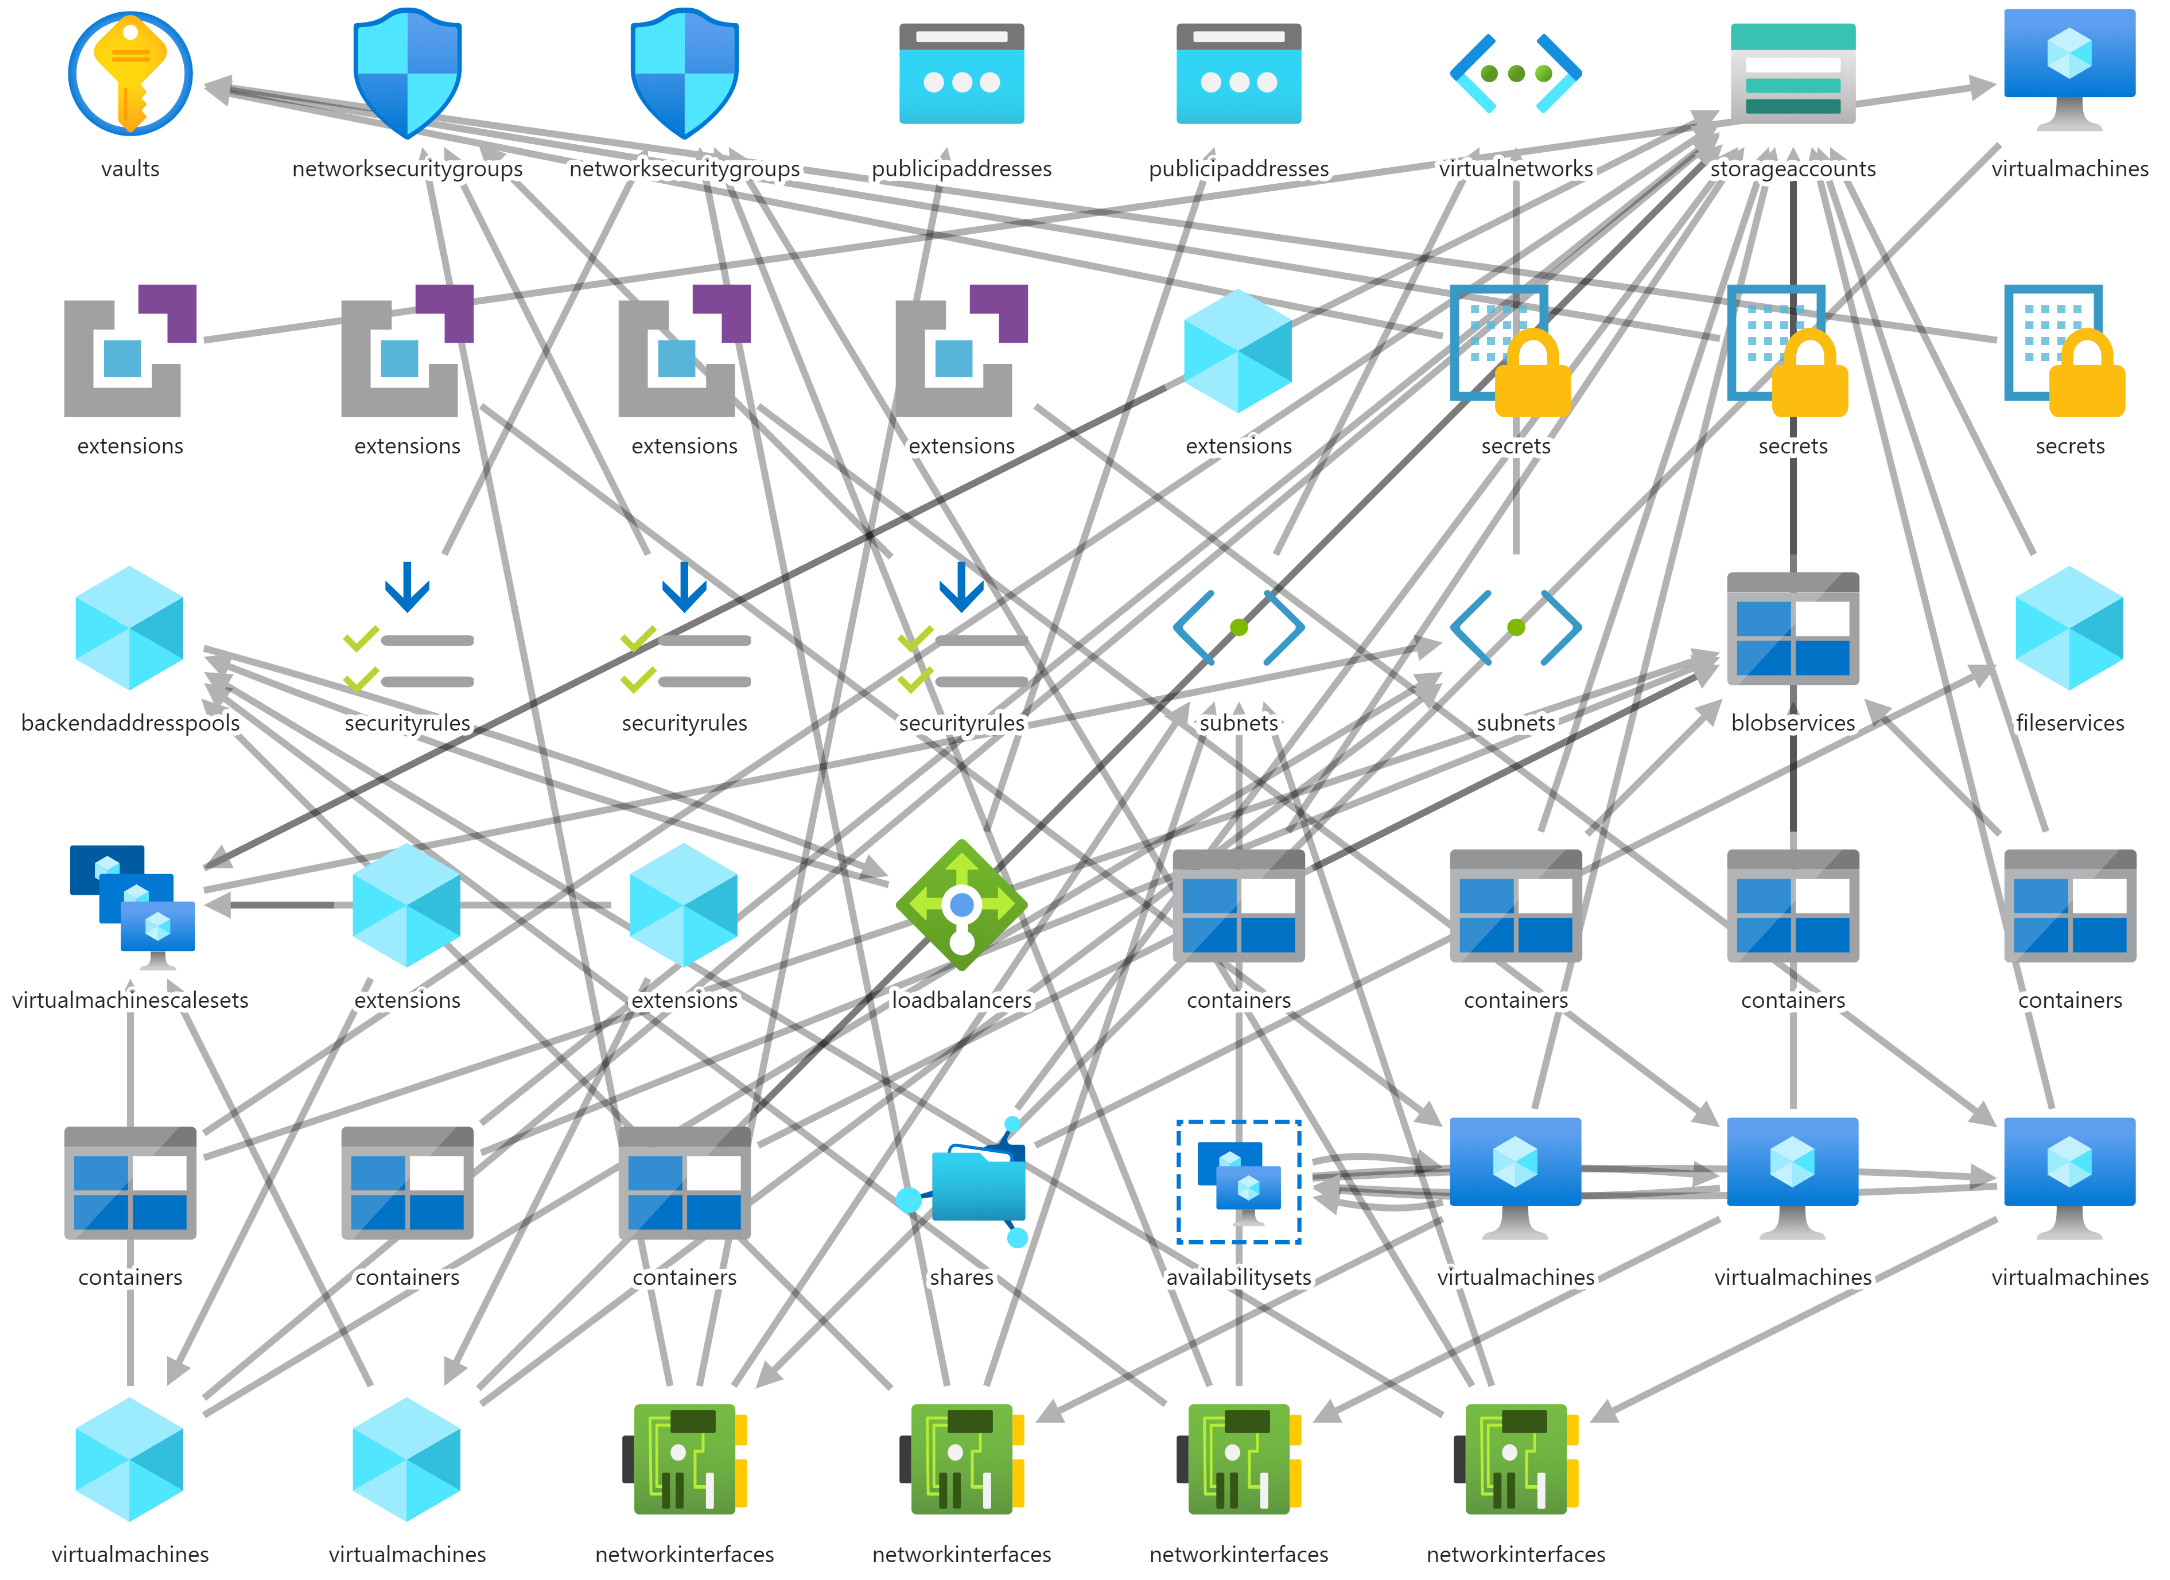 vaults
networksecuritygroups
networksecuritygroups
publicipaddresses
publicipaddresses
virtualnetworks
storageaccounts
virtualmachines
extensions
extensions
extensions
extensions
extensions
secrets
secrets
secrets
backendaddresspools
securityrules
securityrules
securityrules
subnets
subnets
blobservices
fileservices
virtualmachinescalesets
extensions
extensions
loadbalancers
containers
containers
containers
containers
containers
containers
containers
shares
availabilitysets
virtualmachines
virtualmachines
virtualmachines
virtualmachines
virtualmachines
networkinterfaces
networkinterfaces
networkinterfaces
networkinterfaces